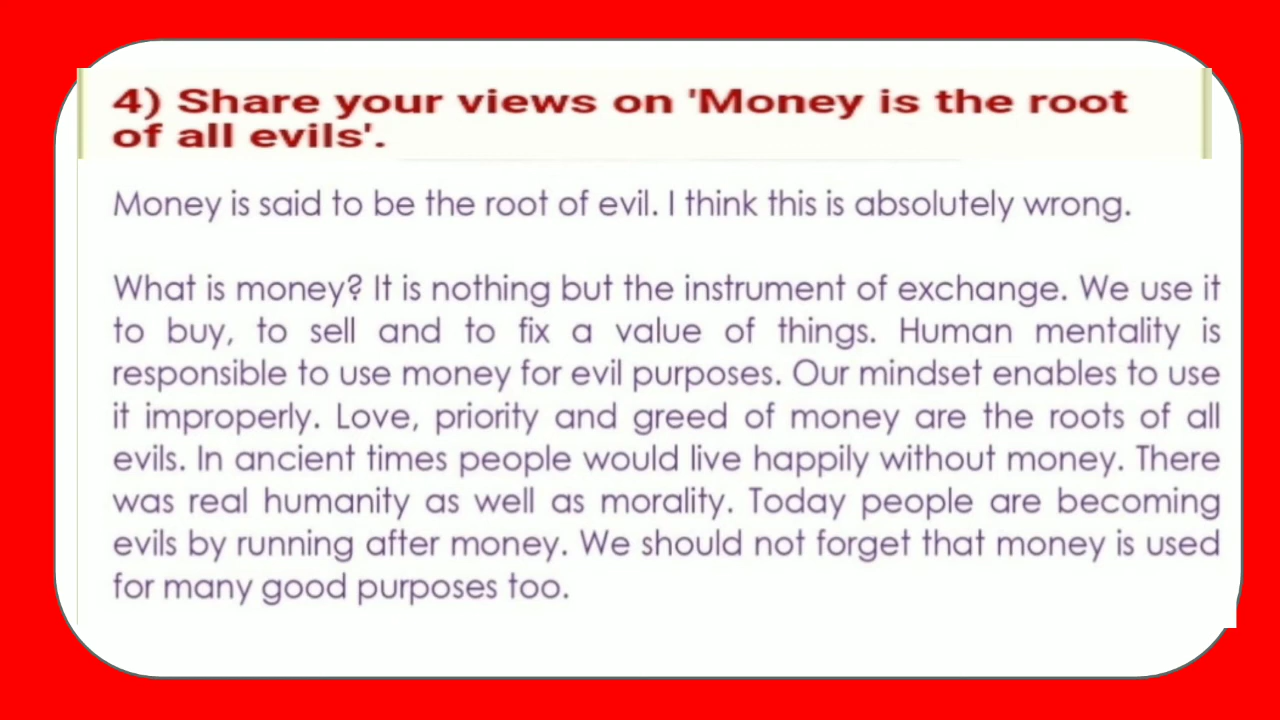 4) Share your views on 'Money is the root
of all evils'.
Money is said to be the root of evil. I think this is absolutely wrong.
What is money? It is nothing but the instrument of exchange. We use it
to buy, to sell and to fix a value of things. Human mentality is
responsible to use money for evil purposes. Our mindset enables to use
it improperly. Love, priority and greed of money are the roots of all
evils. In ancient times people would live happily without money. There
was real humanity as well as morality. Today people are becoming
evils by running after money. We should not forget that money is used
for many good purposes too.